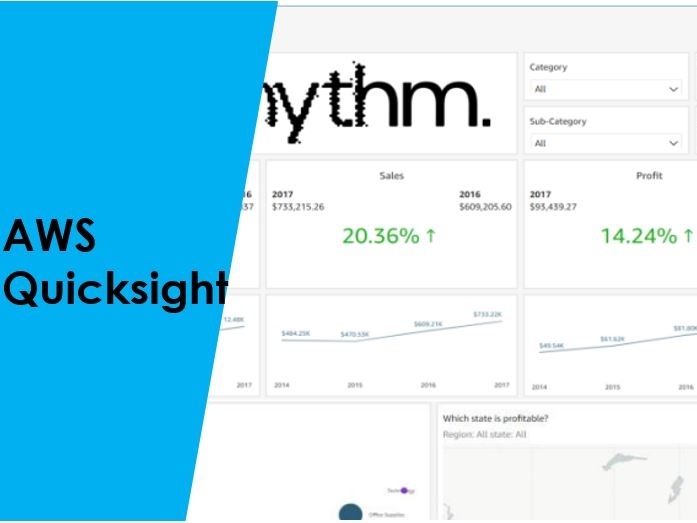 AWS
Quicksight
hythm.
Category
All
Sub-Category
All
Sales
2017
2016
$733,215.26
$609,205.60
20.36% ↑
Profit
2017
$93,439.27
14.24% ↑
16
37
12.48K
2017
$484.25K
$470.53K
$609.21K
$733.22K
2014
2015
2016
2017
$49.54K
$61.62K
$81.80K
2014
2015
2016
Which state is profitable?
Region: All state: All
Technology
Office Supplies